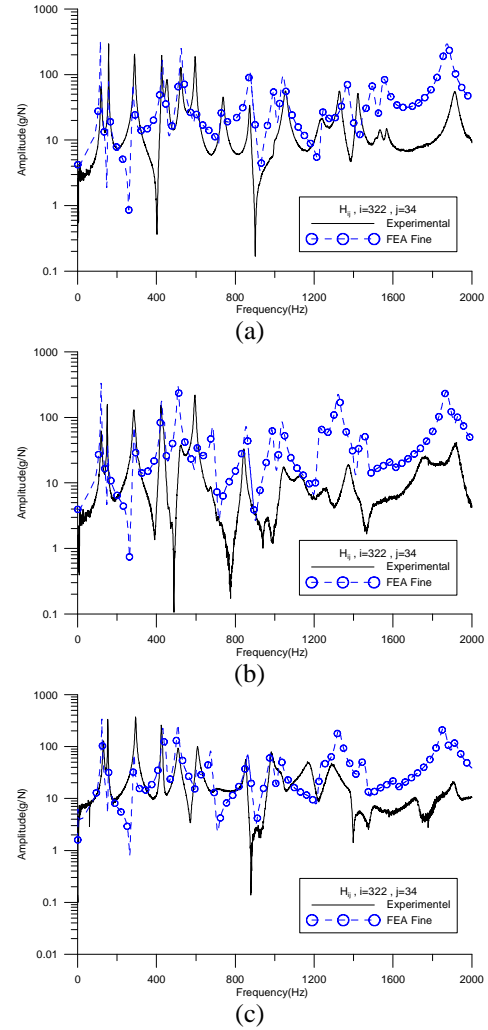 1000
100
10
1
0.1
Amplitude(g/N)
H ij , i=322 , j=34
Experimental
FEA Fine
0 400 800 1200 1600 2000
Frequency(Hz)
(a)
1000
100
10
1
0.1
Amplitude(g/N)
H ij , i=322 , j=34
Experimental
FEA Fine
0 400 800 1200 1600 2000
Frequency(Hz)
(b)
1000
100
10
1
0.1
0.01
Amplitude(g/N)
H ij , i=322 , j=34
Experimentel
FEA Fine
0 400 800 1200 1600 2000
Frequency(Hz)
(c)